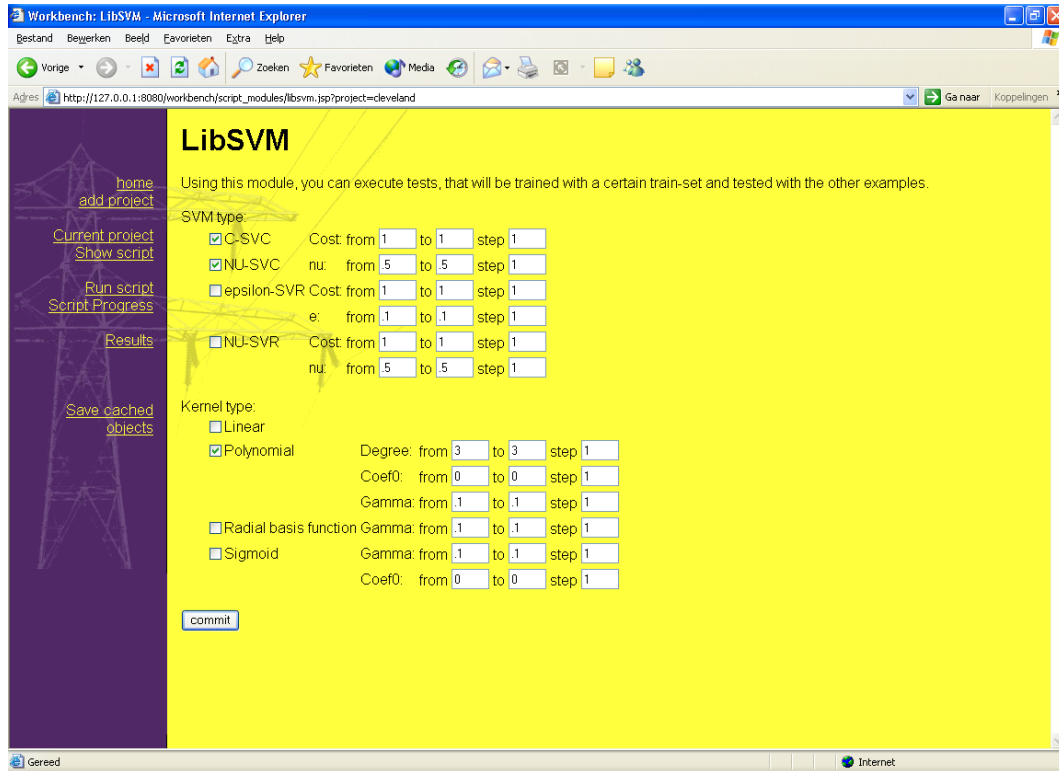 Workbench: LibSVM - Microsoft Internet Explorer
Bestand Bewerken Beeld Favorieten Extra Help
Vorige Zoeken Favorieten Media
Adres http://127.0.0.1:8080/workbench/script_modules/libsvm.jsp?project=cleveland Ga naar Koppelingen
home
add project
Current project
Show script
Run script
Script Progress
Results
Save cached
objects
LibSVM
Using this module, you can execute tests, that will be trained with a certain train-set and tested with the other examples.
SVM type:
C-SVC Cost: from 1 to 1 step 1
NU-SVC nu: from .5 to .5 step 1
epsilon-SVR Cost: from 1 to 1 step 1
e: from .1 to .1 step 1
NU-SVR Cost: from 1 to 1 step 1
nu: from .5 to .5 step 1
Kernel type:
Linear
Polynomial Degree: from 3 to 3 step 1
Coef0: from 0 to 0 step 1
Gamma: from .1 to .1 step 1
Radial basis function Gamma: from .1 to .1 step 1
Sigmoid Gamma: from .1 to .1 step 1
Coef0: from 0 to 0 step 1
commit
Gereed Internet